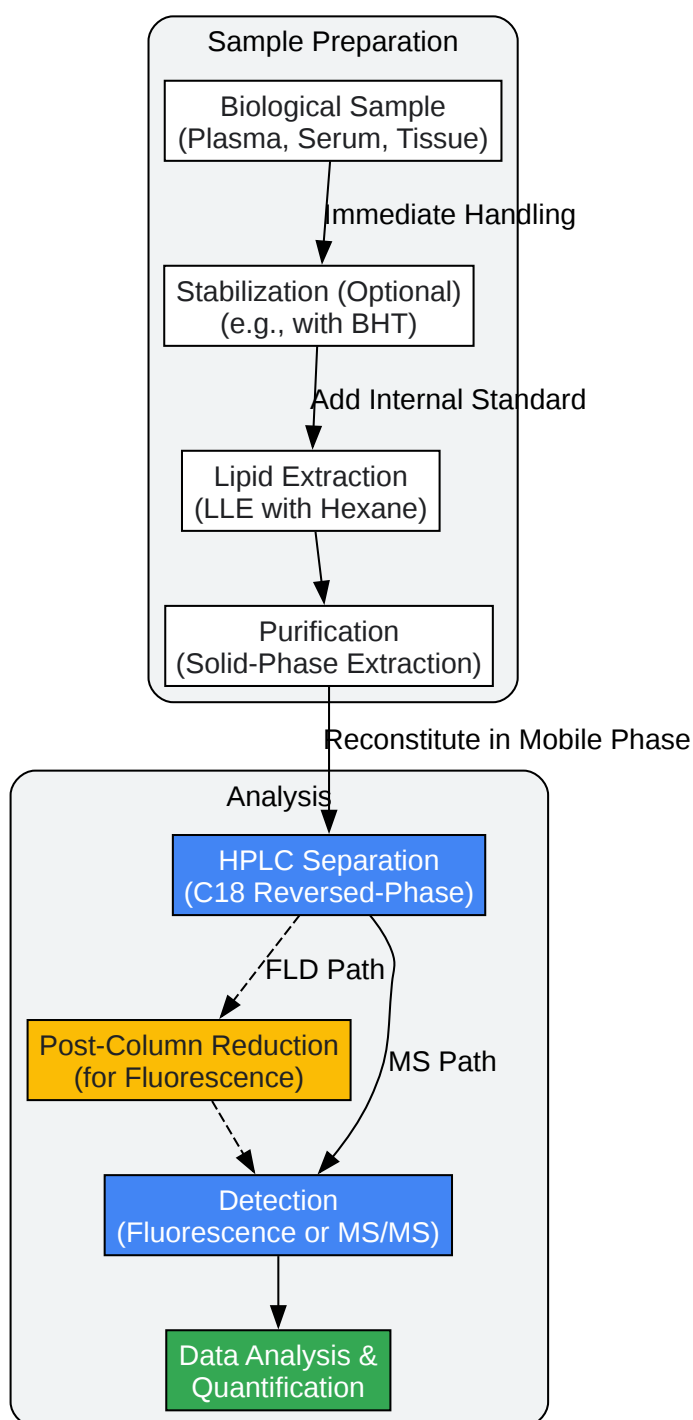 Sample Preparation
Biological Sample
(Plasma, Serum, Tissue)
Immediate Handling
Stabilization (Optional)
(e.g., with BHT)
Add Internal Standard
Lipid Extraction
(LLE with Hexane)
Purification
(Solid-Phase Extraction)
Reconstitute in Mobile Phase
Analysis
HPLC Separation
(C18 Reversed-Phase)
FLD Path
Post-Column Reduction
(for Fluorescence)
MS Path
Detection
(Fluorescence or MS/MS)
Data Analysis &
Quantification